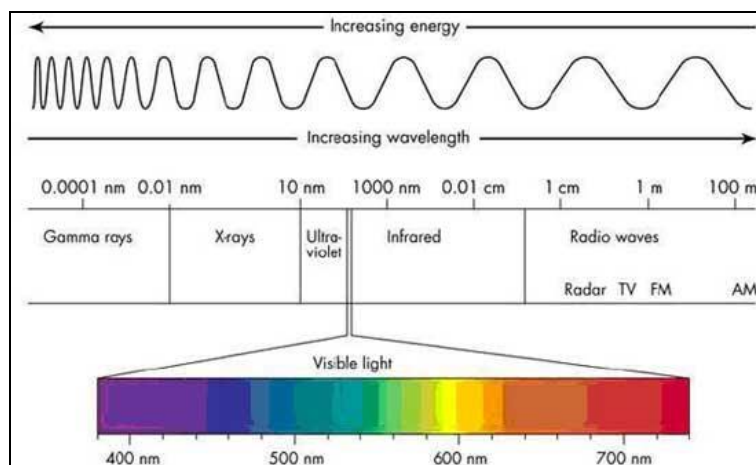 Increasing energy
Increasing wavelength
0.0001 nm 0.01 nm 10 nm 1000 nm 0.01 cm 1 cm 1 m 100 m
Gamma rays X-rays Ultra-violet Infrared Radio waves
Radar TV FM AM
Visible light
400 nm 500 nm 600 nm 700 nm